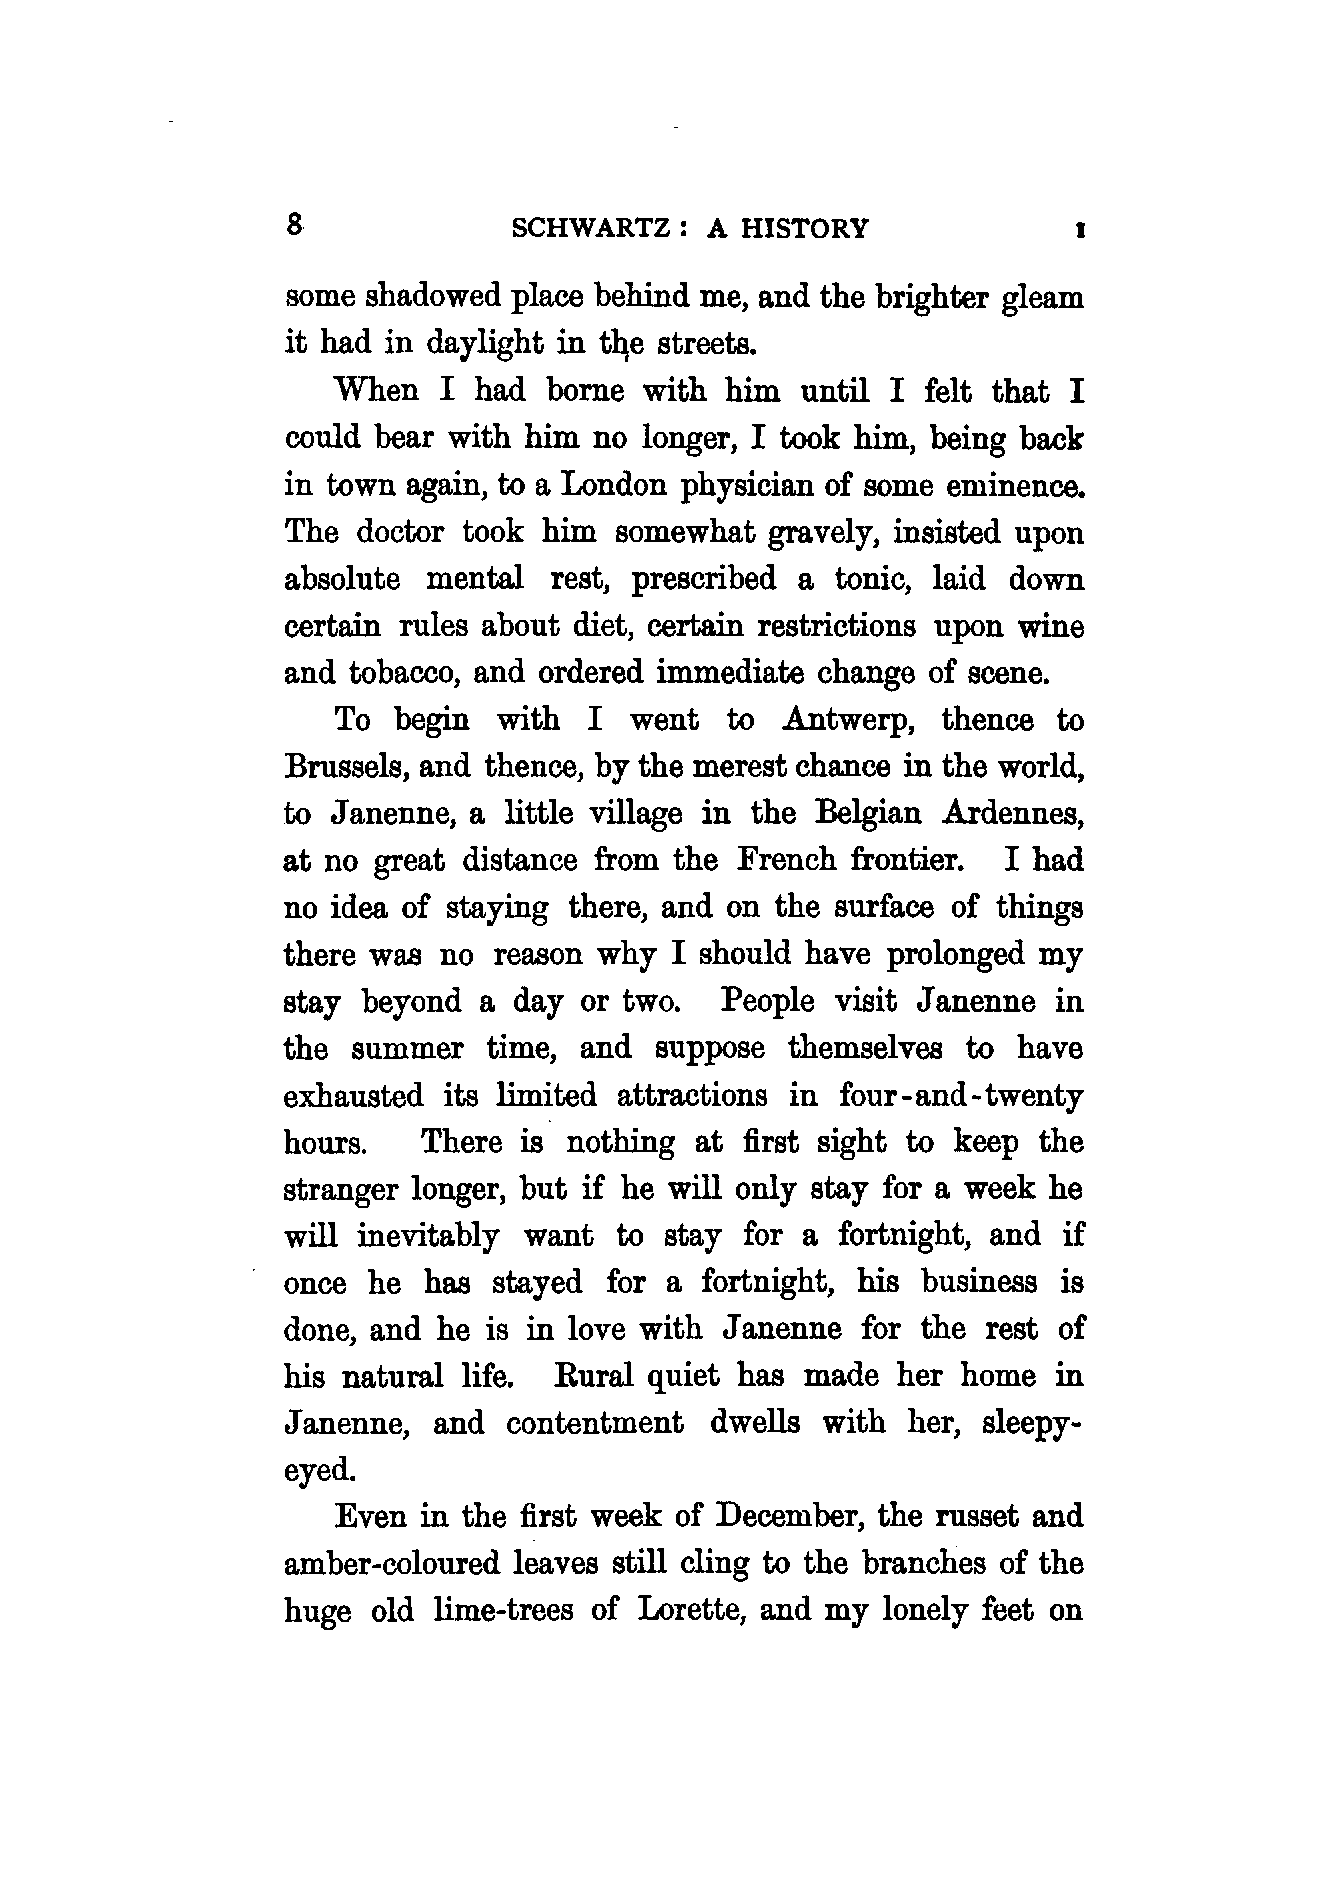 8 SCHWARTZ: A HISTORY I
some shadowed place behind me, and the brighter gleam
it had in daylight in the streets.
When I had borne with him until I felt that I
could bear with him no longer, I took him, being back
in town again, to a London physician of some eminence.
The doctor took him somewhat gravely, insisted upon
absolute mental rest, prescribed a tonic, laid down
certain rules about diet, certain restrictions upon wine
and tobacco, and ordered immediate change of scene.
To begin with I went to Antwerp, thence to
Brussels, and thence, by the merest chance in the world,
to Janenne, a little village in the Belgian Ardennes,
at no great distance from the French frontier. I had
no idea of staying there, and on the surface of things
there was no reason why I should have prolonged my
stay beyond a day or two. People visit Janenne in
the summer time, and suppose themselves to have
exhausted its limited attractions in four-and-twenty
hours. There is nothing at first sight to keep the
stranger longer, but if he will only stay for a week he
will inevitably want to stay for a fortnight, and if
once he has stayed for a fortnight, his business is
done, and he is in love with Janenne for the rest of
his natural life. Rural quiet has made her home in
Janenne, and contentment dwells with her, sleepy-
eyed.
Even in the first week of December, the russet and
amber-coloured leaves still cling to the branches of the
huge old lime-trees of Lorette, and my lonely feet on